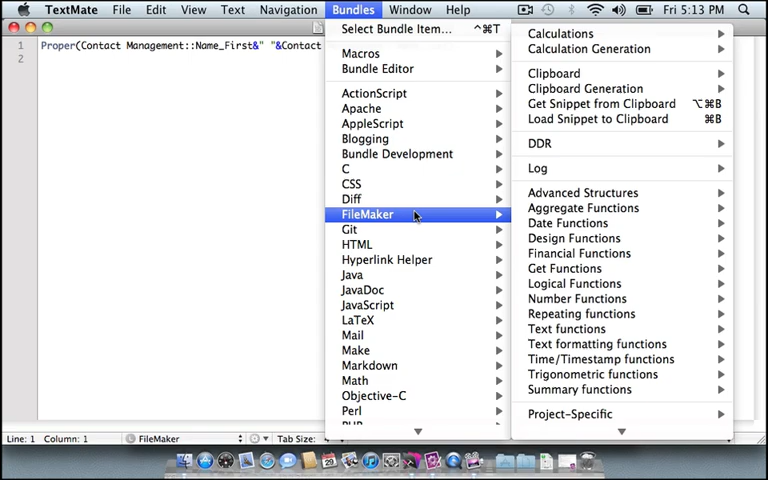 TextMate File Edit View Text Navigation Bundles Window Help Fri 5:13 PM
1 Proper(Contact Management::Name_First&" "&Contact
2
Select Bundle Item... ^⌘T
Macros
Bundle Editor
ActionScript
Apache
AppleScript
Blogging
Bundle Development
C
CSS
Diff
FileMaker
Git
HTML
Hyperlink Helper
Java
JavaDoc
JavaScript
LaTeX
Mail
Make
Markdown
Math
Objective-C
Perl
Calculations
Calculation Generation
Clipboard
Clipboard Generation
Get Snippet from Clipboard ⌥⌘B
Load Snippet to Clipboard ⌘B
DDR
Log
Advanced Structures
Aggregate Functions
Date Functions
Design Functions
Financial Functions
Get Functions
Logical Functions
Number Functions
Repeating functions
Text functions
Text formatting functions
Time/Timestamp functions
Trigonometric functions
Summary functions
Project-Specific
Line: 1 Column: 1 FileMaker Tab Size: